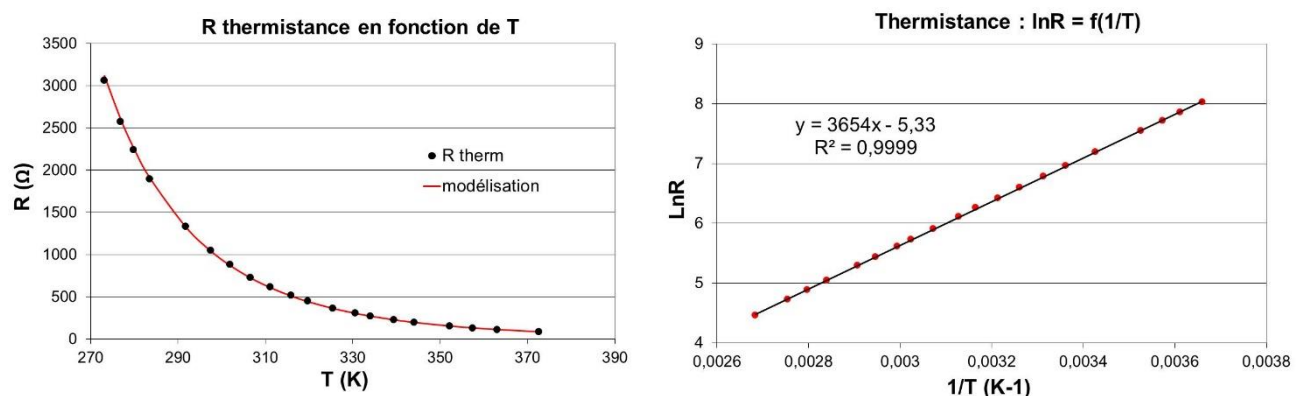 R thermistance en fonction de T
3500
3000
2500
2000
1500
1000
500
0
R (Ω)
R therm
modélisation
270 290 310 330 350 370 390
T (K)
Thermistance : lnR = f(1/T)
9
8
7
6
5
4
LnR
y = 3654x - 5,33
R² = 0,9999
0,0026 0,0028 0,003 0,0032 0,0034 0,0036 0,0038
1/T (K-1)